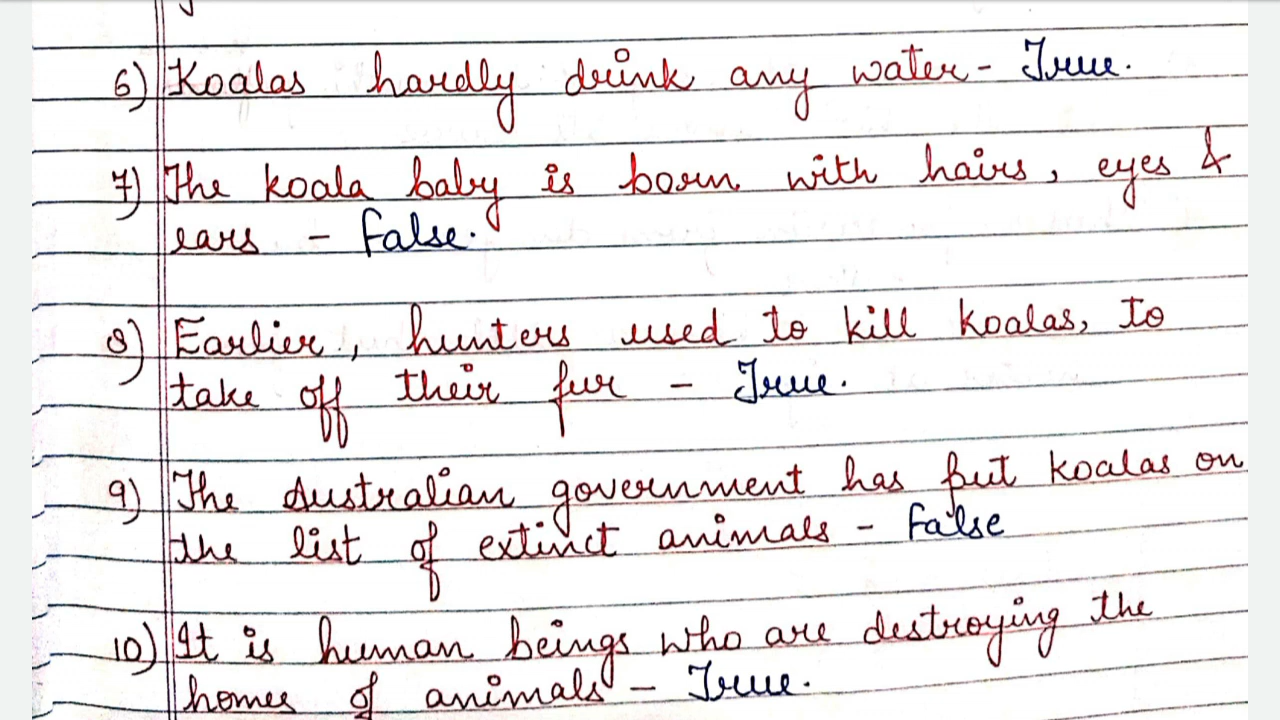 6) Koalas hardly drink any water - True.
7) The koala baby is born with hairs, eyes &
ears - False.
8) Earlier, hunters used to kill koalas, to
take off their fur - True.
9) The Australian government has put koalas on
the list of extinct animals - False
10) It is human beings who are destroying the
homes of animals - True.